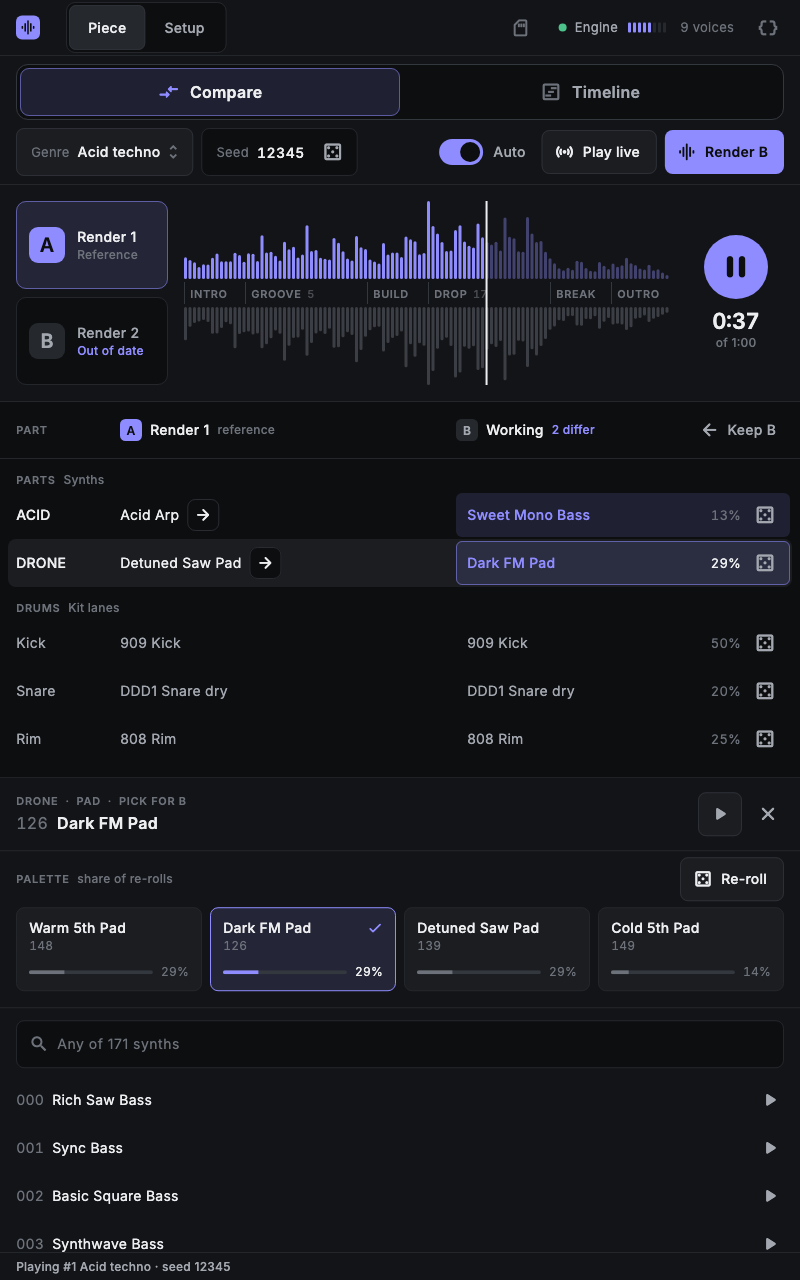 Piece Setup Engine 9 voices
Compare Timeline
Genre Acid techno Seed 12345 Auto Play live Render B
A Render 1
Reference
B Render 2
Out of date
INTRO GROOVE 5 BUILD DROP 17 BREAK OUTRO
0:37
of 1:00
PART A Render 1 reference B Working 2 differ Keep B
PARTS Synths
ACID Acid Arp Sweet Mono Bass 13%
DRONE Detuned Saw Pad Dark FM Pad 29%
DRUMS Kit lanes
Kick 909 Kick 909 Kick 50%
Snare DDD1 Snare dry DDD1 Snare dry 20%
Rim 808 Rim 808 Rim 25%
DRONE · PAD · PICK FOR B
126 Dark FM Pad
PALETTE share of re-rolls Re-roll
Warm 5th Pad
148
29%
Dark FM Pad
126
29%
Detuned Saw Pad
139
29%
Cold 5th Pad
149
14%
Any of 171 synths
000 Rich Saw Bass
001 Sync Bass
002 Basic Square Bass
003 Synthwave Bass
Playing #1 Acid techno · seed 12345